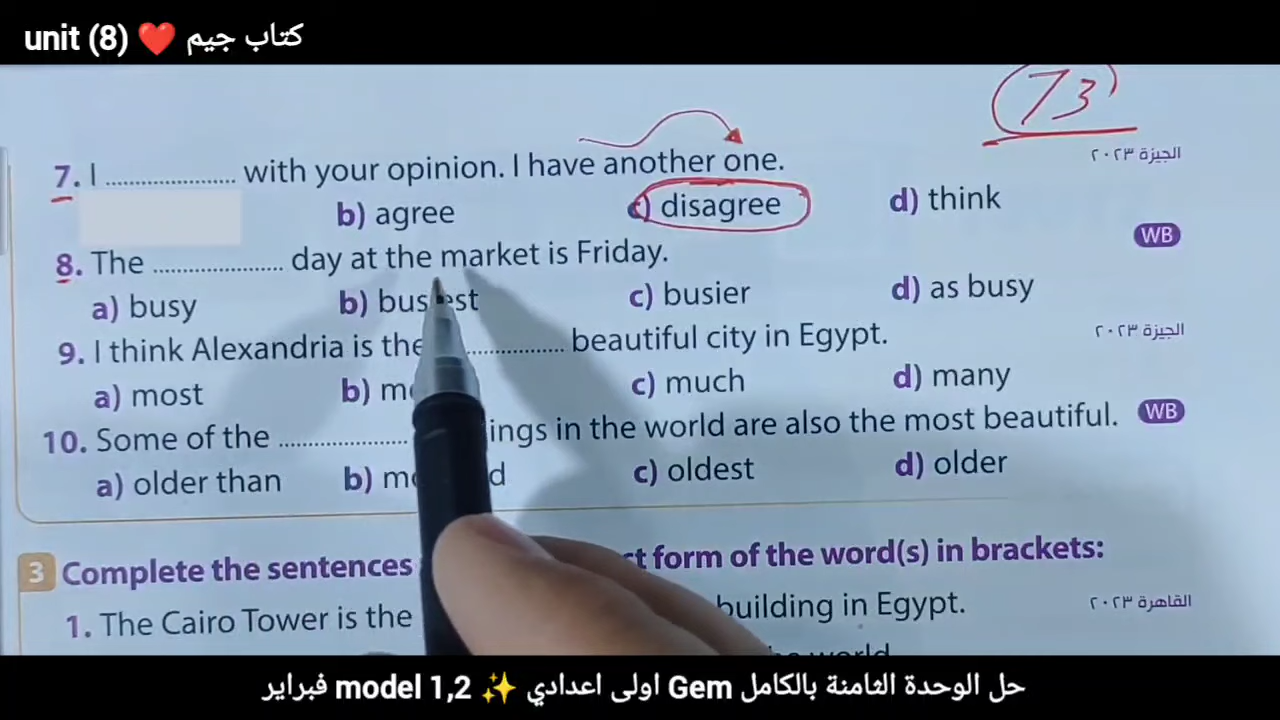 unit (8) ❤️ كتاب جيم
73
7. I .................... with your opinion. I have another one. الجيزة ٢٠٢٣
b) agree c) disagree d) think
WB
8. The .................... day at the market is Friday.
a) busy b) busiest c) busier d) as busy
9. I think Alexandria is the .................... beautiful city in Egypt. الجيزة ٢٠٢٣
a) most b) c) much d) many
10. Some of the .................... in the world are also the most beautiful. WB
a) older than b) c) oldest d) older
3 Complete the sentences form of the word(s) in brackets:
1. The Cairo Tower is the building in Egypt. القاهرة ٢٠٢٣
world
حل الوحدة الثامنة بالكامل Gem اولى اعدادي ✨ model 1,2 فبراير